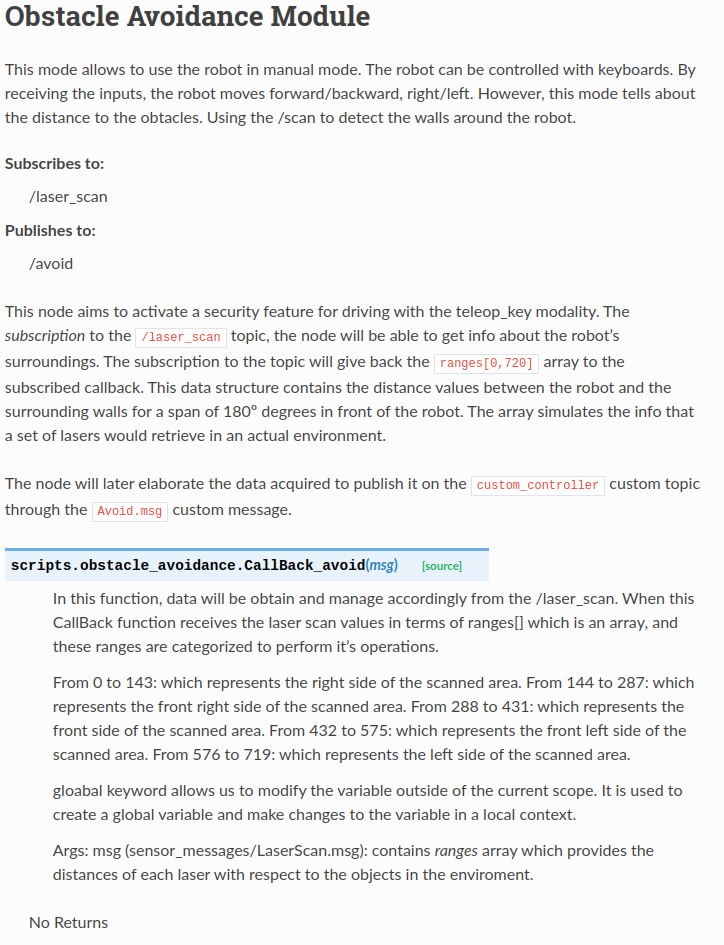 Obstacle Avoidance Module
This mode allows to use the robot in manual mode. The robot can be controlled with keyboards. By
receiving the inputs, the robot moves forward/backward, right/left. However, this mode tells about
the distance to the obtacles. Using the /scan to detect the walls around the robot.
Subscribes to:
/laser_scan
Publishes to:
/avoid
This node aims to activate a security feature for driving with the teleop_key modality. The
subscription to the /laser_scan topic, the node will be able to get info about the robot’s
surroundings. The subscription to the topic will give back the ranges[0,720] array to the
subscribed callback. This data structure contains the distance values between the robot and the
surrounding walls for a span of 180° degrees in front of the robot. The array simulates the info that
a set of lasers would retrieve in an actual environment.
The node will later elaborate the data acquired to publish it on the custom_controller custom topic
through the Avoid.msg custom message.
scripts.obstacle_avoidance.CallBack_avoid(msg) [source]
In this function, data will be obtain and manage accordingly from the /laser_scan. When this
CallBack function receives the laser scan values in terms of ranges[] which is an array, and
these ranges are categorized to perform it’s operations.
From 0 to 143: which represents the right side of the scanned area. From 144 to 287: which
represents the front right side of the scanned area. From 288 to 431: which represents the
front side of the scanned area. From 432 to 575: which represents the front left side of the
scanned area. From 576 to 719: which represents the left side of the scanned area.
gloabal keyword allows us to modify the variable outside of the current scope. It is used to
create a global variable and make changes to the variable in a local context.
Args: msg (sensor_messages/LaserScan.msg): contains ranges array which provides the
distances of each laser with respect to the objects in the enviroment.
No Returns